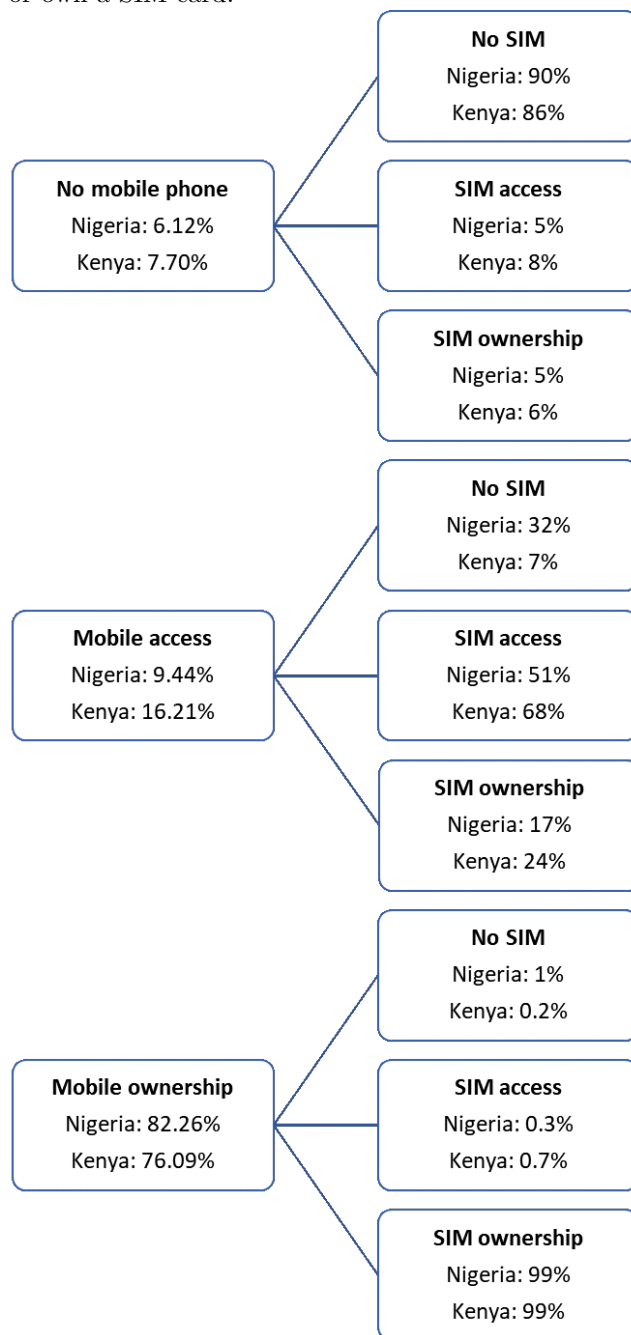 or own a SIM card.
No SIM
Nigeria: 90%
Kenya: 86%
No mobile phone
Nigeria: 6.12%
Kenya: 7.70%
SIM access
Nigeria: 5%
Kenya: 8%
SIM ownership
Nigeria: 5%
Kenya: 6%
No SIM
Nigeria: 32%
Kenya: 7%
Mobile access
Nigeria: 9.44%
Kenya: 16.21%
SIM access
Nigeria: 51%
Kenya: 68%
SIM ownership
Nigeria: 17%
Kenya: 24%
No SIM
Nigeria: 1%
Kenya: 0.2%
Mobile ownership
Nigeria: 82.26%
Kenya: 76.09%
SIM access
Nigeria: 0.3%
Kenya: 0.7%
SIM ownership
Nigeria: 99%
Kenya: 99%